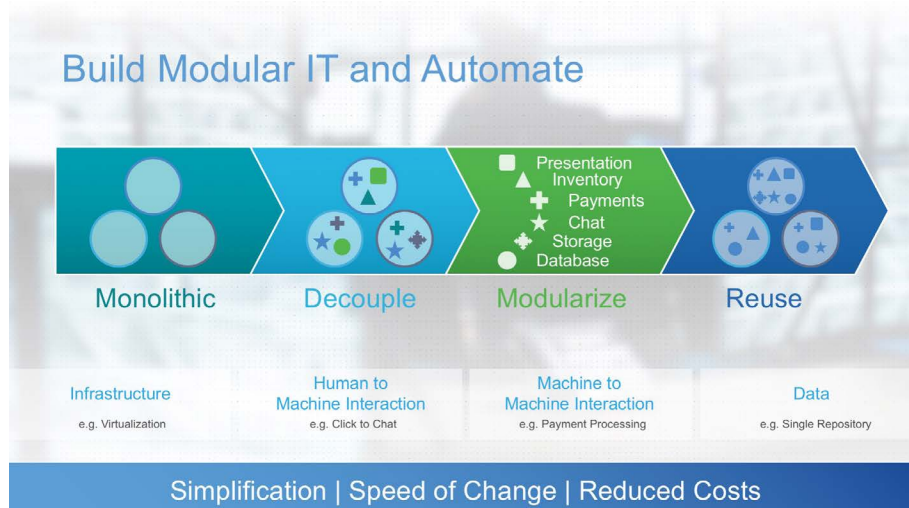 Build Modular IT and Automate
Presentation
Inventory
Payments
Chat
Storage
Database
Monolithic
Decouple
Modularize
Reuse
Infrastructure
e.g. Virtualization
Human to
Machine Interaction
e.g. Click to Chat
Machine to
Machine Interaction
e.g. Payment Processing
Data
e.g. Single Repository
Simplification | Speed of Change | Reduced Costs